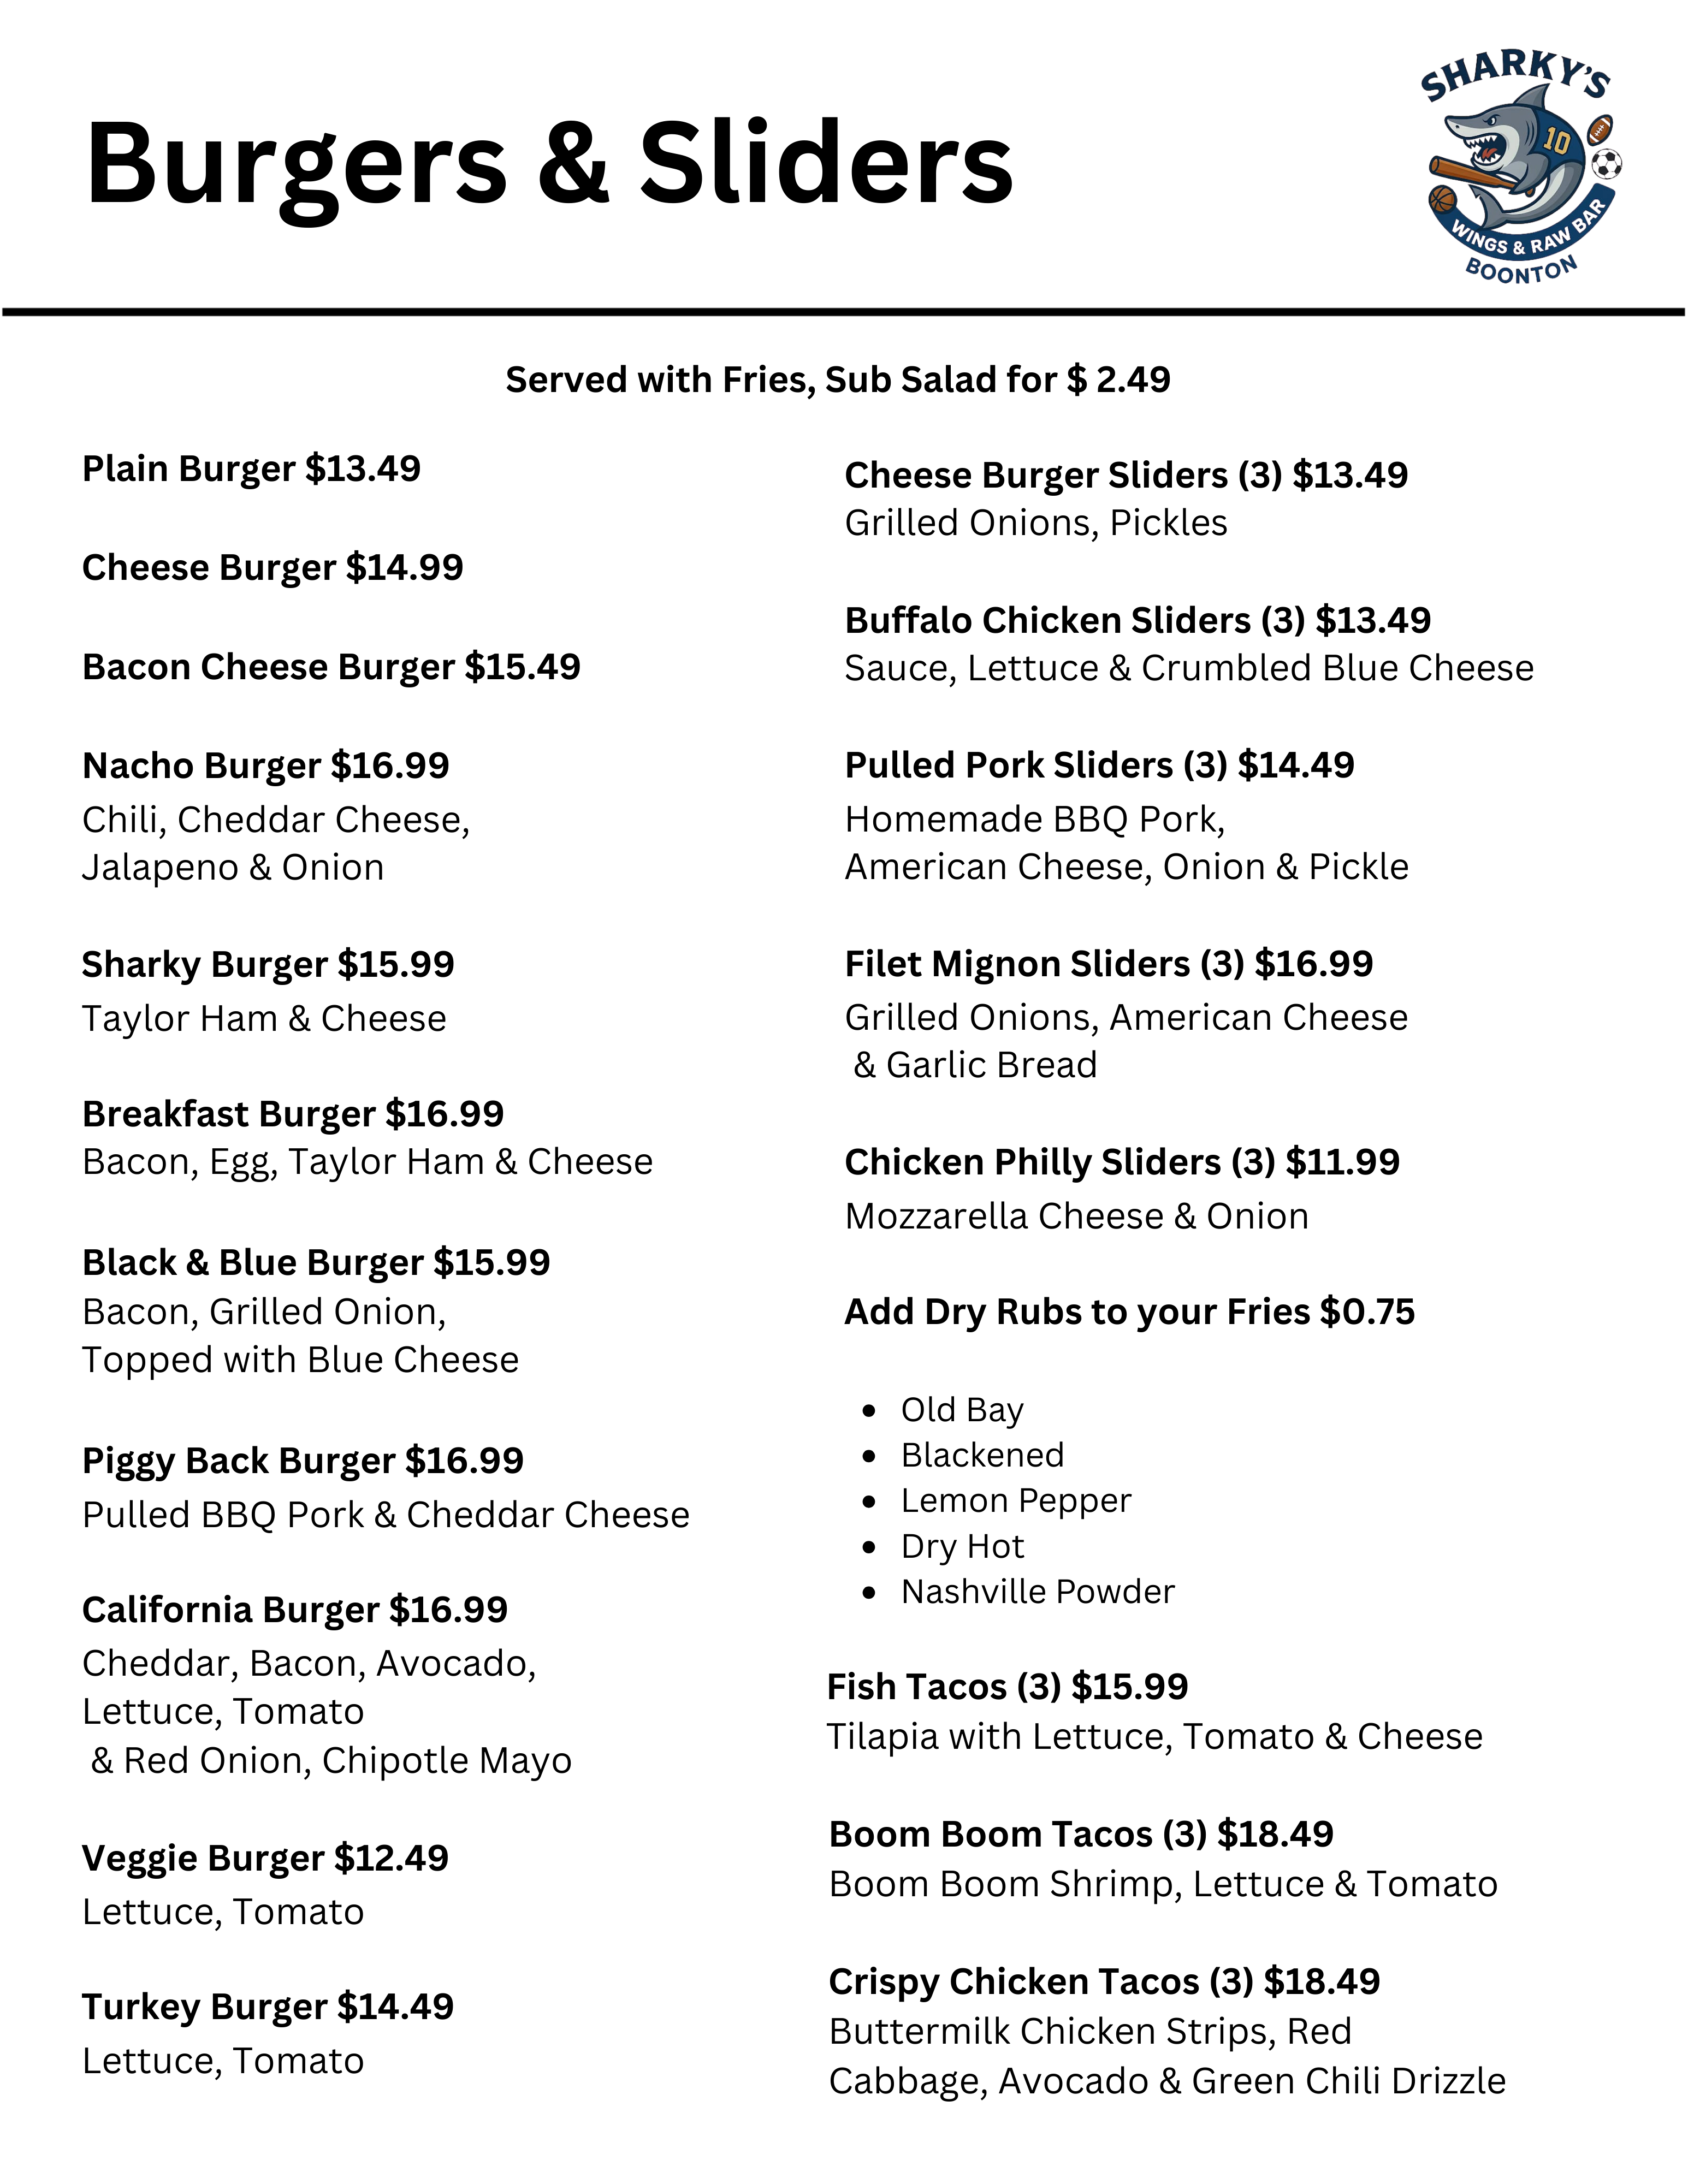 Burgers & Sliders
SHARKY'S
10
WINGS & RAW BAR
BOONTON
Served with Fries, Sub Salad for $ 2.49
Plain Burger $13.49
Cheese Burger $14.99
Bacon Cheese Burger $15.49
Nacho Burger $16.99
Chili, Cheddar Cheese,
Jalapeno & Onion
Sharky Burger $15.99
Taylor Ham & Cheese
Breakfast Burger $16.99
Bacon, Egg, Taylor Ham & Cheese
Black & Blue Burger $15.99
Bacon, Grilled Onion,
Topped with Blue Cheese
Piggy Back Burger $16.99
Pulled BBQ Pork & Cheddar Cheese
California Burger $16.99
Cheddar, Bacon, Avocado,
Lettuce, Tomato
& Red Onion, Chipotle Mayo
Veggie Burger $12.49
Lettuce, Tomato
Turkey Burger $14.49
Lettuce, Tomato
Cheese Burger Sliders (3) $13.49
Grilled Onions, Pickles
Buffalo Chicken Sliders (3) $13.49
Sauce, Lettuce & Crumbled Blue Cheese
Pulled Pork Sliders (3) $14.49
Homemade BBQ Pork,
American Cheese, Onion & Pickle
Filet Mignon Sliders (3) $16.99
Grilled Onions, American Cheese
& Garlic Bread
Chicken Philly Sliders (3) $11.99
Mozzarella Cheese & Onion
Add Dry Rubs to your Fries $0.75
• Old Bay
• Blackened
• Lemon Pepper
• Dry Hot
• Nashville Powder
Fish Tacos (3) $15.99
Tilapia with Lettuce, Tomato & Cheese
Boom Boom Tacos (3) $18.49
Boom Boom Shrimp, Lettuce & Tomato
Crispy Chicken Tacos (3) $18.49
Buttermilk Chicken Strips, Red
Cabbage, Avocado & Green Chili Drizzle